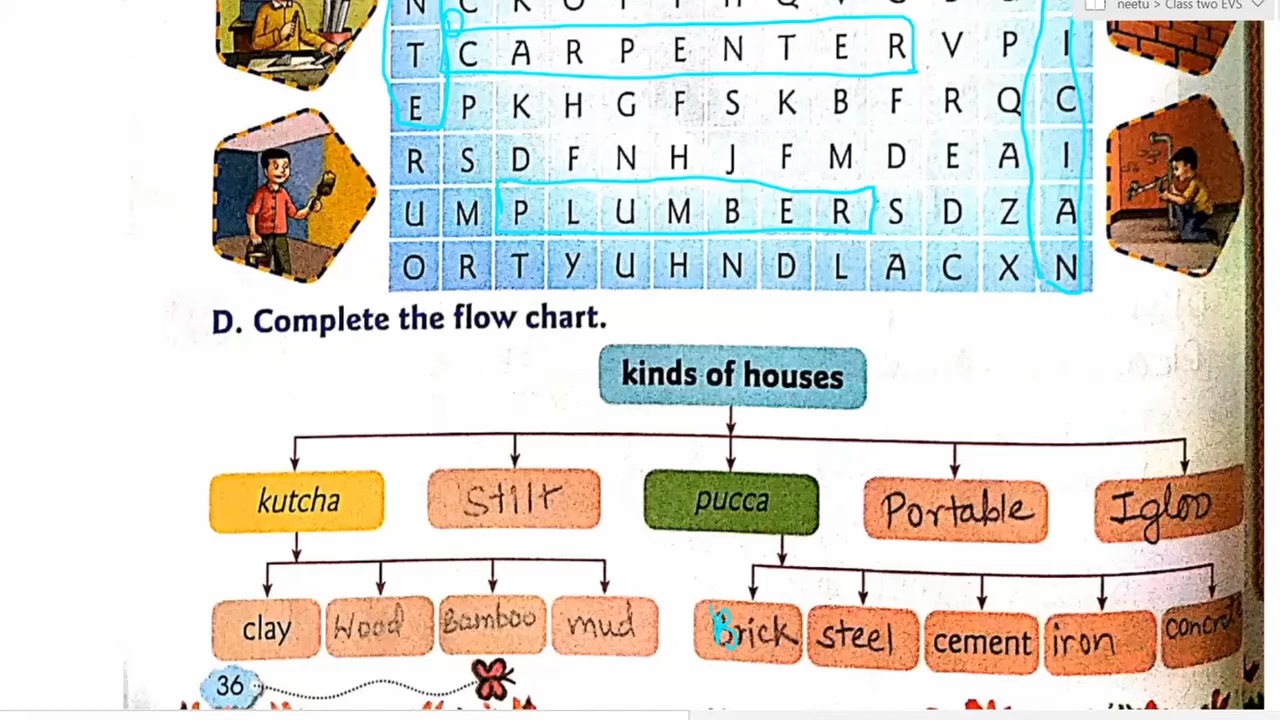 neetu > Class two EVS
T C A R P E N T E R V P I
E P K H G F S K B F R Q C
R S D F N H J F M D E A I
U M P L U M B E R S D Z A
O R T Y U H N D L A C X N
D. Complete the flow chart.
kinds of houses
kutcha Stilt pucca Portable Igloo
clay Wood Bamboo mud Brick steel cement iron
36